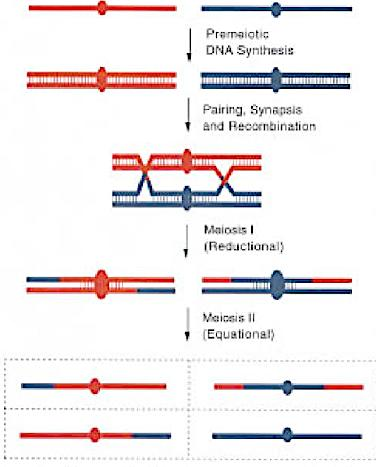 Premeiotic
DNA Synthesis
Pairing, Synapsis
and Recombination
Meiosis I
(Reductional)
Meiosis II
(Equational)